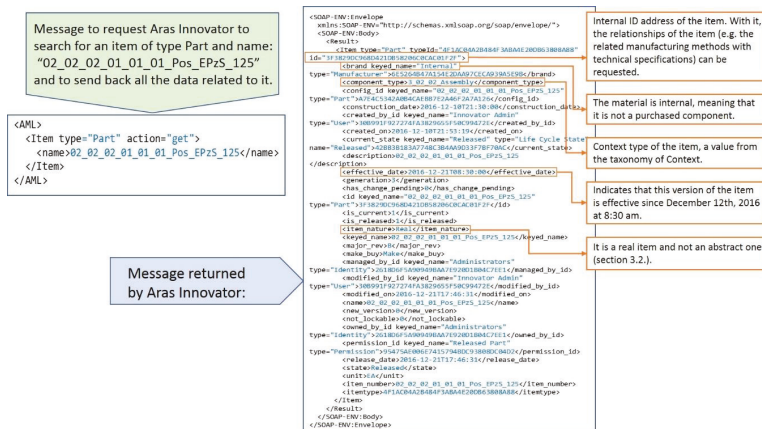 Message to request Aras Innovator to
search for an item of type Part and name:
"02_02_02_01_01_01_Pos_EPzS_125"
and to send back all the data related to it.
<AML>
<Item type="Part" action="get">
<name>02_02_02_01_01_01_Pos_EPzS_125</name>
</Item>
</AML>
Message returned
by Aras Innovator:
<SOAP-ENV:Envelope
xmlns:SOAP-ENV="http://schemas.xmlsoap.org/soap/envelope/">
<SOAP-ENV:Body>
<Result>
<Item type="Part" typeId="4F1AC04A2B484F3ABA4E20DB63808A88"
id="3F3829DC968D421DB58206C0CAC01F2F">
<brand keyed_name="Internal"
type="Manufacturer">6E5264847A154E2DAA97CECA939A5E9B</brand>
<component_type>3_02_02_Assembly</component_type>
<config_id keyed_name="02_02_02_01_01_01_Pos_EPzS_125"
type="Part">A7E4C5342A0B4CAEBB7E2A46F2A7A126</config_id>
<construction_date>2016-12-10T21:30:00</construction_date>
<created_by_id keyed_name="Innovator Admin"
type="User">30B991F927274FA3829655F50C99472E</created_by_id>
<created_on>2016-12-10T21:53:19</created_on>
<current_state keyed_name="Released" type="Life Cycle State"
name="Released">42BB3B183A7748C3B4AA9D33F7BF70AC</current_state>
<description>02_02_02_01_01_01_Pos_EPzS_125
</description>
<effective_date>2016-12-21T08:30:00</effective_date>
<generation>3</generation>
<has_change_pending>0</has_change_pending>
<id keyed_name="02_02_02_01_01_01_Pos_EPzS_125"
type="Part">3F3829DC968D421DB58206C0CAC01F2F</id>
<is_current>1</is_current>
<is_released>1</is_released>
<item_nature>Real</item_nature>
<keyed_name>02_02_02_01_01_01_Pos_EPzS_125</keyed_name>
<major_rev>B</major_rev>
<make_buy>Make</make_buy>
<managed_by_id keyed_name="Administrators"
type="Identity">2618D6F5A90949BAA7E920D1B04C7EE1</managed_by_id>
<modified_by_id keyed_name="Innovator Admin"
type="User">30B991F927274FA3829655F50C99472E</modified_by_id>
<modified_on>2016-12-21T17:46:31</modified_on>
<name>02_02_02_01_01_01_Pos_EPzS_125</name>
<new_version>0</new_version>
<not_lockable>0</not_lockable>
<owned_by_id keyed_name="Administrators"
type="Identity">2618D6F5A90949BAA7E920D1B04C7EE1</owned_by_id>
<permission_id keyed_name="Released Part"
type="Permission">95475AE006E7415794BDC93808DC04D2</permission_id>
<release_date>2016-12-21T17:46:31</release_date>
<state>Released</state>
<unit>EA</unit>
<item_number>02_02_02_01_01_01_Pos_EPzS_125</item_number>
<itemtype>4F1AC04A2B484F3ABA4E20DB63808A88</itemtype>
</Item>
</Result>
</SOAP-ENV:Body>
</SOAP-ENV:Envelope>
Internal ID address of the item. With it,
the relationships of the item (e.g. the
related manufacturing methods with
technical specifications) can be
requested.
The material is internal, meaning that
it is not a purchased component.
Context type of the item, a value from
the taxonomy of Context.
Indicates that this version of the item
is effective since December 12th, 2016
at 8:30 am.
It is a real item and not an abstract one
(section 3.2.).